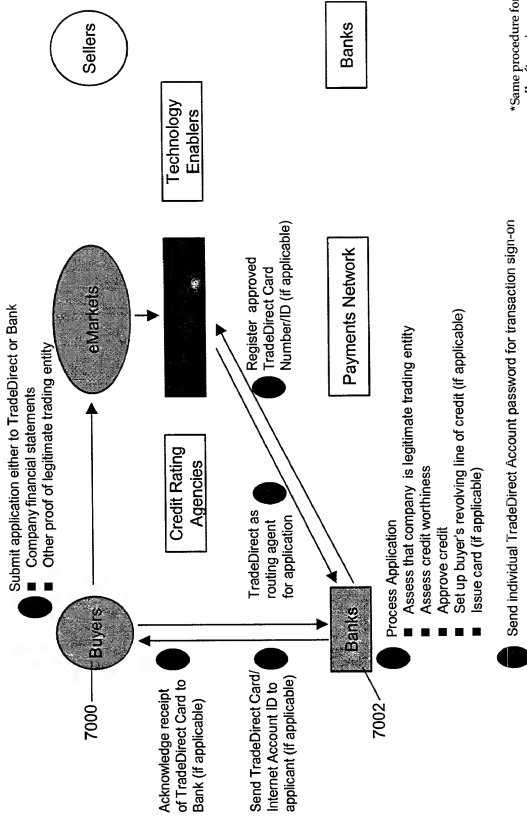 Submit application either to TradeDirect or Bank
Company financial statements
Other proof of legitimate trading entity
Buyers
eMarkets
Sellers
7000
Acknowledge receipt
of TradeDirect Card to
Bank (if applicable)
Credit Rating
Agencies
Technology
Enablers
Send TradeDirect Card/
Internet Account ID to
applicant (if applicable)
TradeDirect as
routing agent
for application
Register approved
TradeDirect Card
Number/ID (if applicable)
Banks
Payments Network
Banks
7002
Process Application
Assess that company is legitimate trading entity
Assess credit worthiness
Approve credit
Set up buyer's revolving line of credit (if applicable)
Issue card (if applicable)
Send individual TradeDirect Account password for transaction sign-on
*Same procedure for